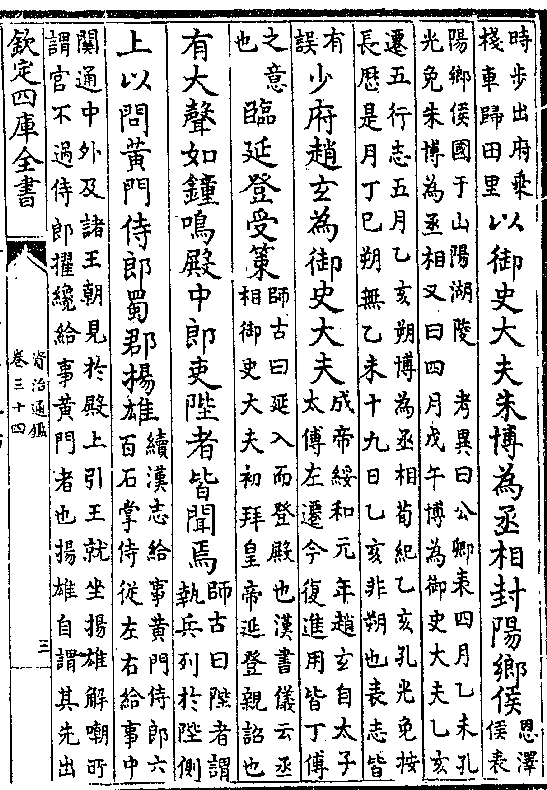 時步出府乗
棧車歸田里
以御史大夫朱博為丞相封陽鄉侯
恩澤
侯表
陽鄉侯國于山陽湖陵
考異曰公卿表四月乙未孔
光免朱博為丞相又曰四月戊午博為御史大夫乙亥
遷五行志五月乙亥朔博為丞相荀紀乙亥孔光免按
長歴是月丁巳朔無乙未十九日乙亥非朔也表志皆
有
誤
少府趙玄為御史大夫
成帝綏和元年趙玄自太子
太傅左遷今復進用皆丁傅
之意
也
臨延登受策
師古曰延入而登殿也漢書儀云丞
相御史大夫初拜皇帝延登親詔也
有大聲如鐘鳴殿中郎吏陛者皆聞焉
師古曰陛者謂
執兵列於陛側
上以問黄門侍郎蜀郡揚雄
續漢志給事黄門侍郎六
百石掌侍從左右給事中
闗通中外及諸王朝見於殿上引王就坐揚雄解嘲所
謂官不過侍郎擢纔給事黄門者也揚雄自謂其先出
欽定四庫全書
資治通鑑
卷三十四
三